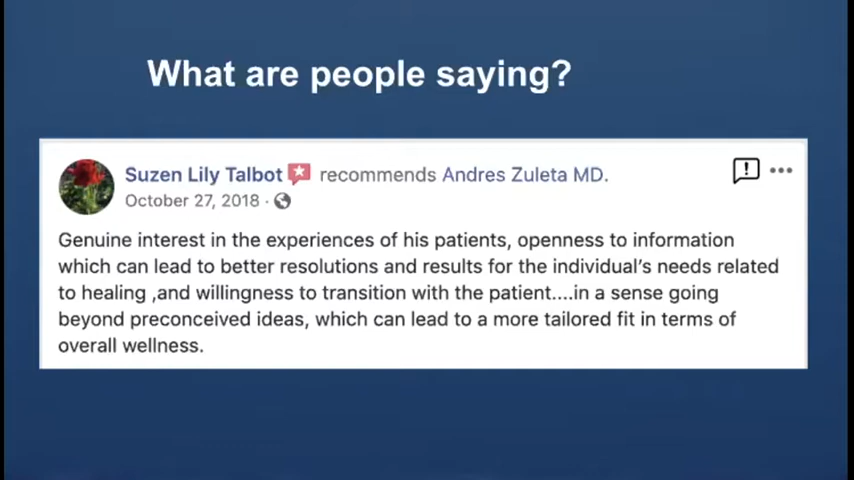 What are people saying?
Suzen Lily Talbot recommends Andres Zuleta MD.
October 27, 2018 ·
Genuine interest in the experiences of his patients, openness to information
which can lead to better resolutions and results for the individual's needs related
to healing ,and willingness to transition with the patient....in a sense going
beyond preconceived ideas, which can lead to a more tailored fit in terms of
overall wellness.